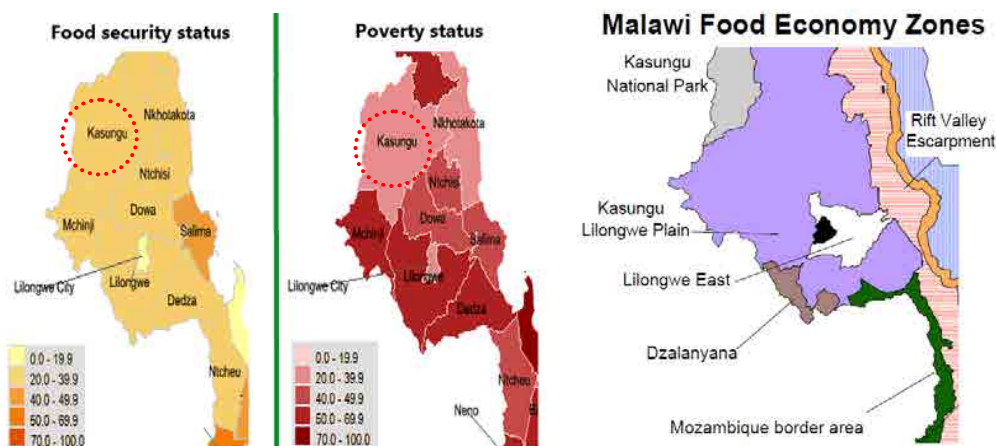 Food security status
Kasungu
Nkhotakota
Ntchisi
Dowa
Mchinji
Salima
Lilongwe City
Lilongwe
Dedza
Ntcheu
0.0 - 19.9
20.0 - 39.9
40.0 - 49.9
50.0 - 69.9
70.0 - 100.0
Poverty status
Nkhotakota
Kasungu
Ntchisi
Dowa
Mchinji
Salima
Lilongwe City
Lilongwe
Dedza
Ntcheu
Neno
0.0 - 19.9
20.0 - 39.9
40.0 - 49.9
50.0 - 69.9
70.0 - 100.0
Malawi Food Economy Zones
Kasungu
National Park
Rift Valley
Escarpment
Kasungu
Lilongwe Plain
Lilongwe East
Dzalanyana
Mozambique border area